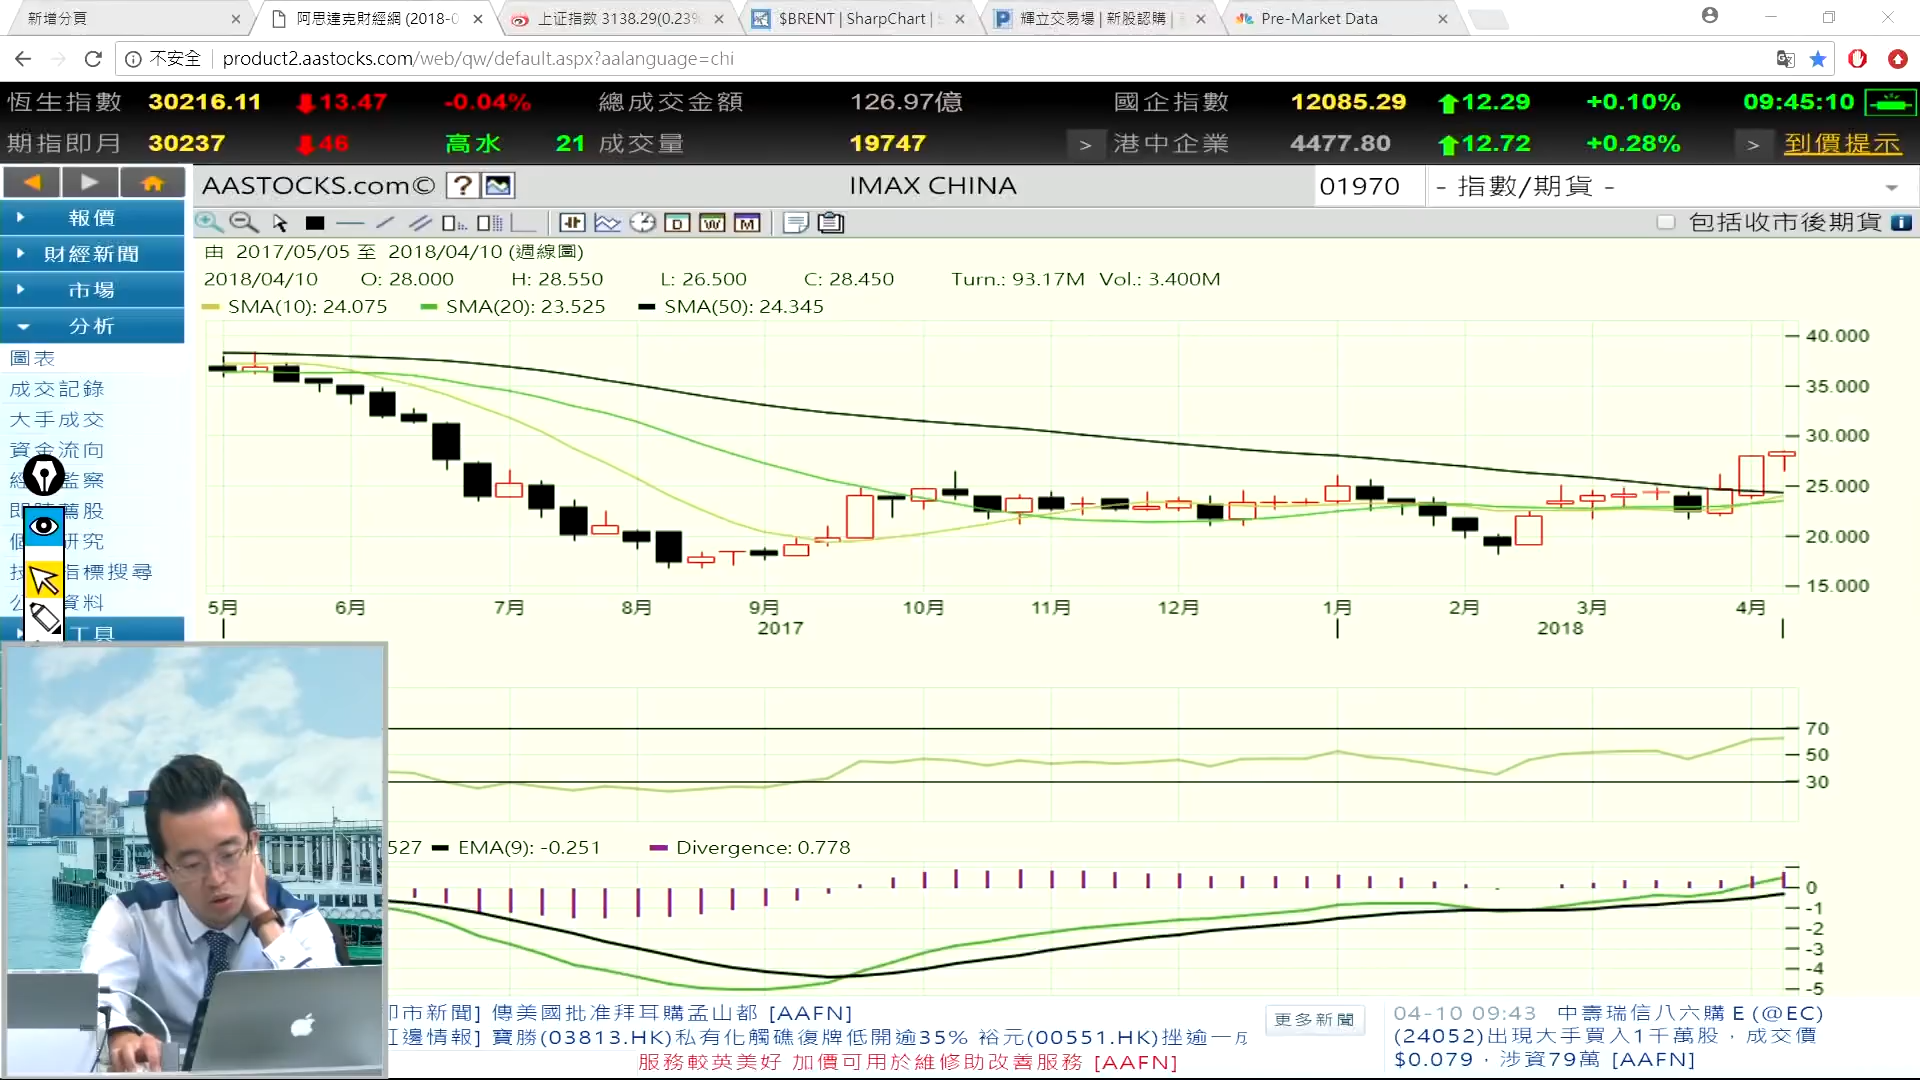 新增分頁
阿思達克財經網 (2018-0
上证指数 3138.29(0.23%
$BRENT | SharpChart |
輝立交易場 | 新股認購 |
Pre-Market Data
不安全 product2.aastocks.com/web/qw/default.aspx?aalanguage=chi
恆生指數 30216.11 13.47 -0.04% 總成交金額 126.97億 國企指數 12085.29 12.29 +0.10% 09:45:10
期指即月 30237 46 高水 21 成交量 19747 > 港中企業 4477.80 12.72 +0.28% > 到價提示
AASTOCKS.com© ? IMAX CHINA 01970 - 指數/期貨 -
D W M 包括收市後期貨 i
報價
財經新聞
市場
分析
圖表
成交記錄
大手成交
資金流向
監察
股
研究
指標搜尋
資料
工具
由 2017/05/05 至 2018/04/10 (週線圖)
2018/04/10 O: 28.000 H: 28.550 L: 26.500 C: 28.450 Turn.: 93.17M Vol.: 3.400M
SMA(10): 24.075 SMA(20): 23.525 SMA(50): 24.345
40.000
35.000
30.000
25.000
20.000
15.000
5月 6月 7月 8月 9月 10月 11月 12月 1月 2月 3月 4月
2017 2018
70
50
30
527 EMA(9): -0.251 Divergence: 0.778
0
-1
-2
-3
-4
-5
市新聞] 傳美國批准拜耳購孟山都 [AAFN]
邊情報] 寶勝(03813.HK)私有化觸礁復牌低開逾35% 裕元(00551.HK)挫逾一
服務較英美好 加價可用於維修助改善服務 [AAFN]
更多新聞
04-10 09:43 中壽瑞信八六購E (@EC)
(24052)出現大手買入1千萬股，成交價
$0.079，涉資79萬 [AAFN]